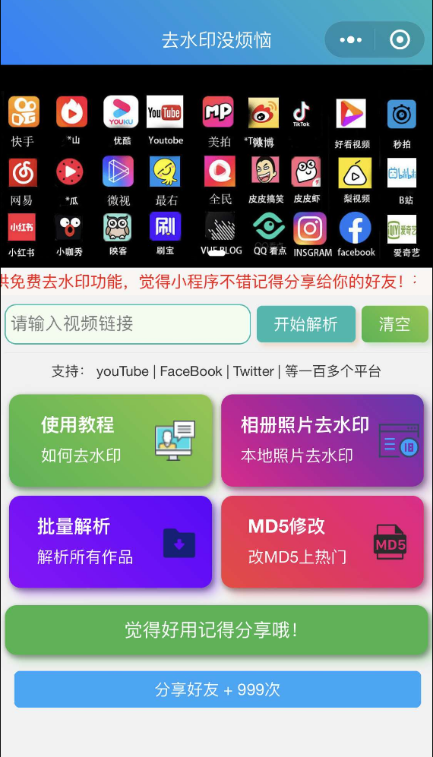 去水印没烦恼
YouTube
快手
*山
优酷
Youtobe
美拍
*T微博
TikTok
好看视频
秒拍
网易
*瓜
微视
最右
全民
皮皮搞笑
皮皮虾
梨视频
B站
小红书
刷
小红书
小咖秀
映客
刷宝
VUE BLOG
QQ 看点
INSGRAM
facebook
爱奇艺
供免费去水印功能，觉得小程序不错记得分享给你的好友！
请输入视频链接
开始解析
清空
支持： youTube | FaceBook | Twitter | 等一百多个平台
使用教程
如何去水印
相册照片去水印
本地照片去水印
批量解析
解析所有作品
MD5修改
改MD5上热门
MD5
觉得好用记得分享哦！
分享好友 + 999次